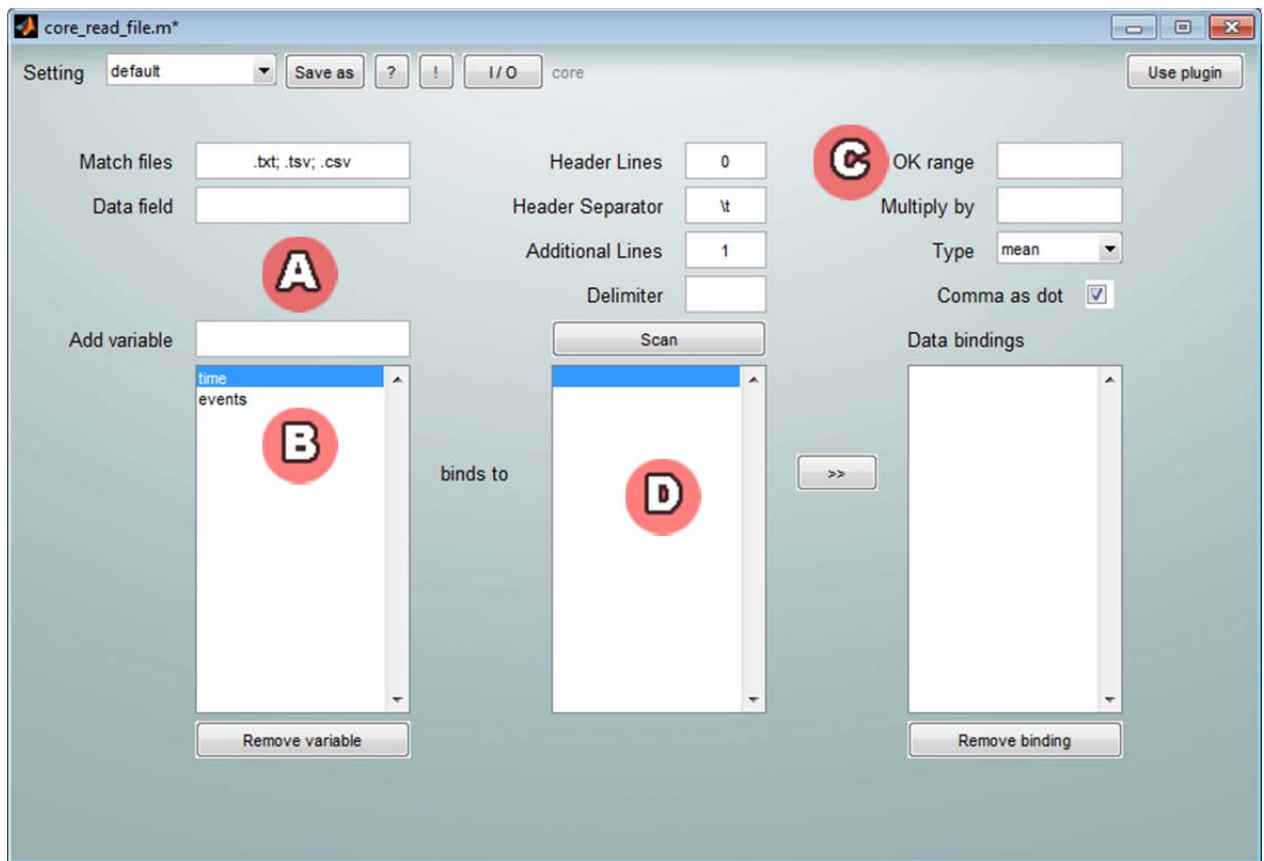 core_read_file.m*
Setting default Save as ? ! I / O core Use plugin
Match files .txt; .tsv; .csv Header Lines 0 C OK range
Data field Header Separator \t Multiply by
A Additional Lines 1 Type mean
Delimiter Comma as dot
Add variable Scan Data bindings
time
events
B binds to D >>
Remove variable Remove binding